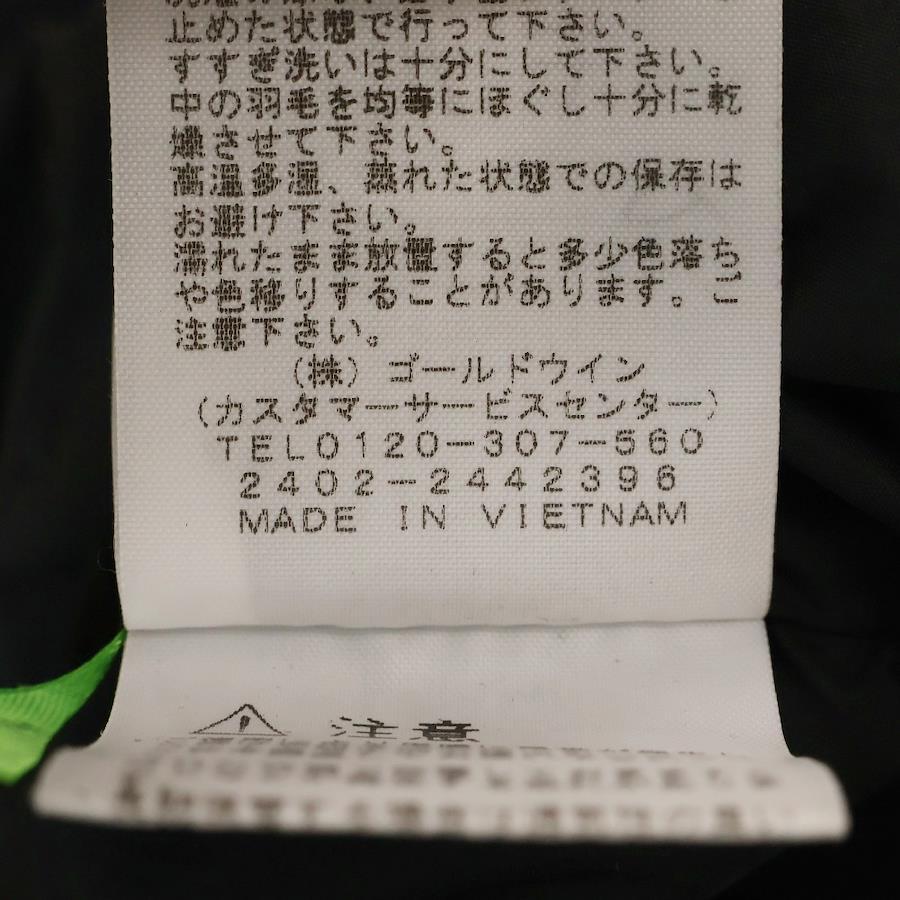 止めた状態で行って下さい。
すすぎ洗いは十分にして下さい。
中の羽毛を均等にほぐし十分に乾
燥させて下さい。
高温多湿、蒸れた状態での保存は
お避け下さい。
濡れたまま放置すると多少色落ち
や色移りすることがあります。ご
注意下さい。
(株) ゴールドウイン
(カスタマーサービスセンター)
TEL0120-307-560
2402-2442396
MADE IN VIETNAM
注意